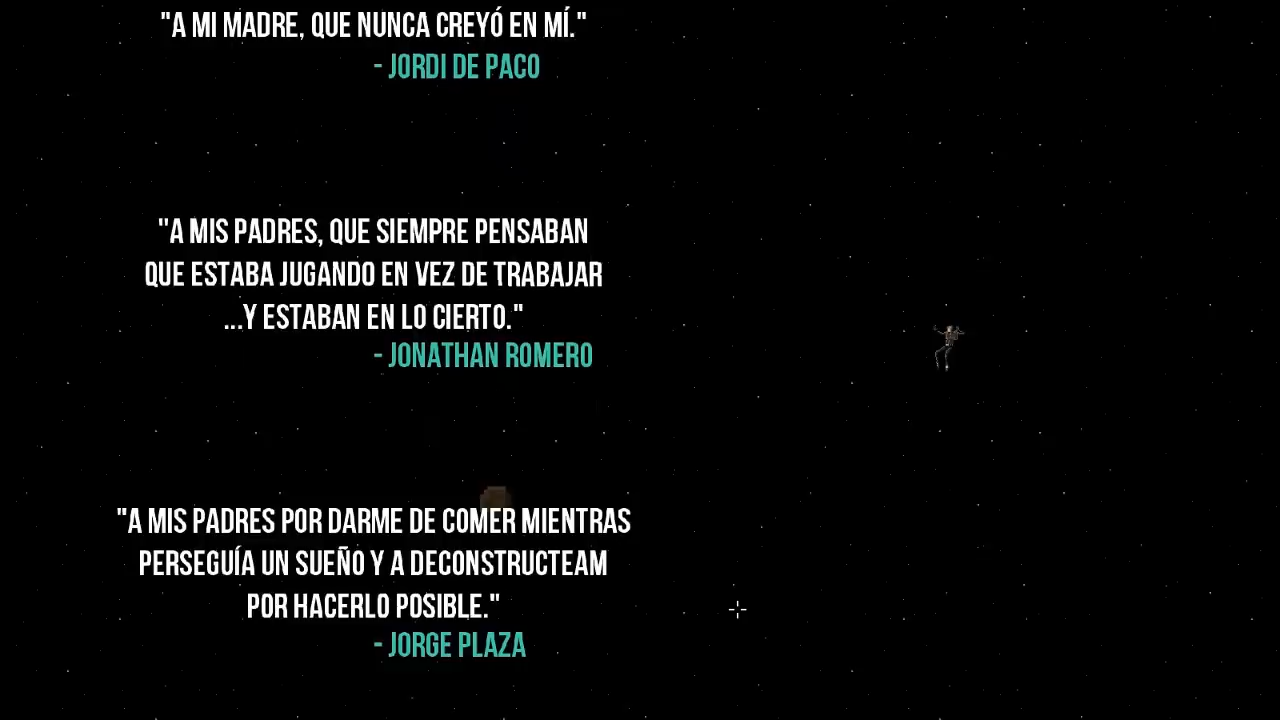 "A MI MADRE, QUE NUNCA CREYÓ EN MÍ."
- JORDI DE PACO
"A MIS PADRES, QUE SIEMPRE PENSABAN
QUE ESTABA JUGANDO EN VEZ DE TRABAJAR
...Y ESTABAN EN LO CIERTO."
- JONATHAN ROMERO
"A MIS PADRES POR DARME DE COMER MIENTRAS
PERSEGUÍA UN SUEÑO Y A DECONSTRUCTEAM
POR HACERLO POSIBLE."
- JORGE PLAZA